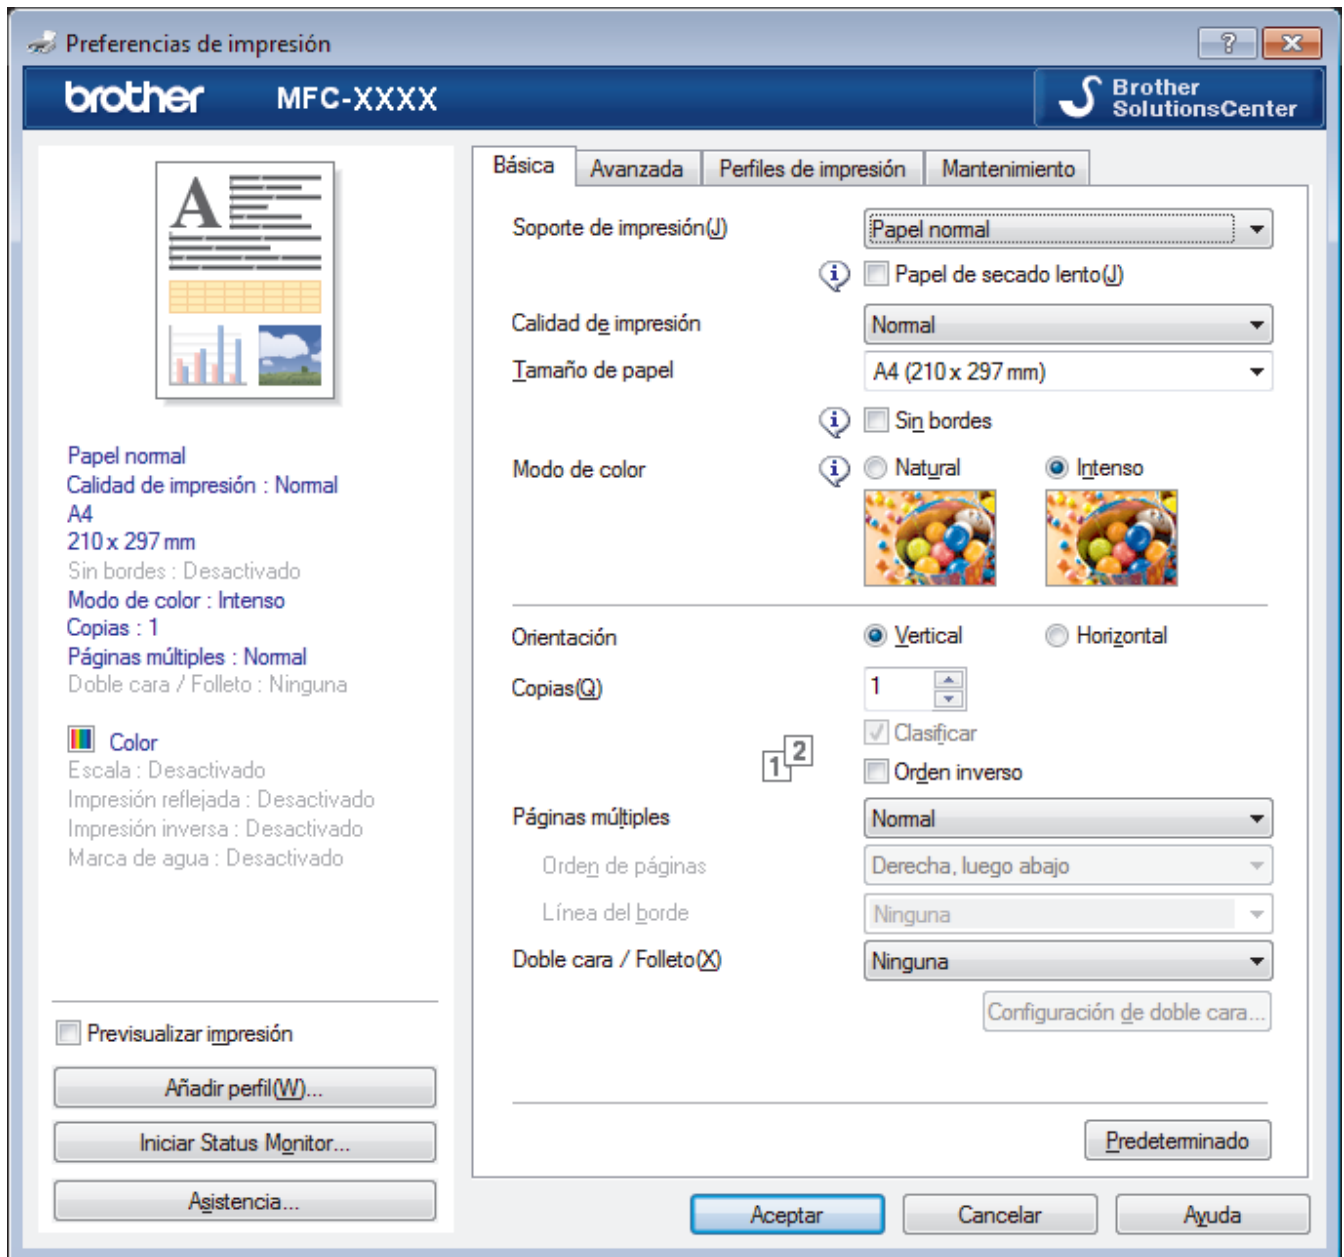 Preferencias de impresión
brother MFC-XXXX
Brother
SolutionsCenter
A
Papel normal
Calidad de impresión : Normal
A4
210 x 297 mm
Sin bordes : Desactivado
Modo de color : Intenso
Copias : 1
Páginas múltiples : Normal
Doble cara / Folleto : Ninguna
Color
Escala : Desactivado
Impresión reflejada : Desactivado
Impresión inversa : Desactivado
Marca de agua : Desactivado
Previsualizar impresión
Añadir perfil(W)...
Iniciar Status Monitor...
Asistencia...
Básica Avanzada Perfiles de impresión Mantenimiento
Soporte de impresión(J) Papel normal
Papel de secado lento(J)
Calidad de impresión Normal
Tamaño de papel A4 (210 x 297 mm)
Sin bordes
Modo de color Natural Intenso
Orientación Vertical Horizontal
Copias(Q) 1
Clasificar
1 2
Orden inverso
Páginas múltiples Normal
Orden de páginas Derecha, luego abajo
Línea del borde Ninguna
Doble cara / Folleto(X) Ninguna
Configuración de doble cara...
Predeterminado
Aceptar Cancelar Ayuda